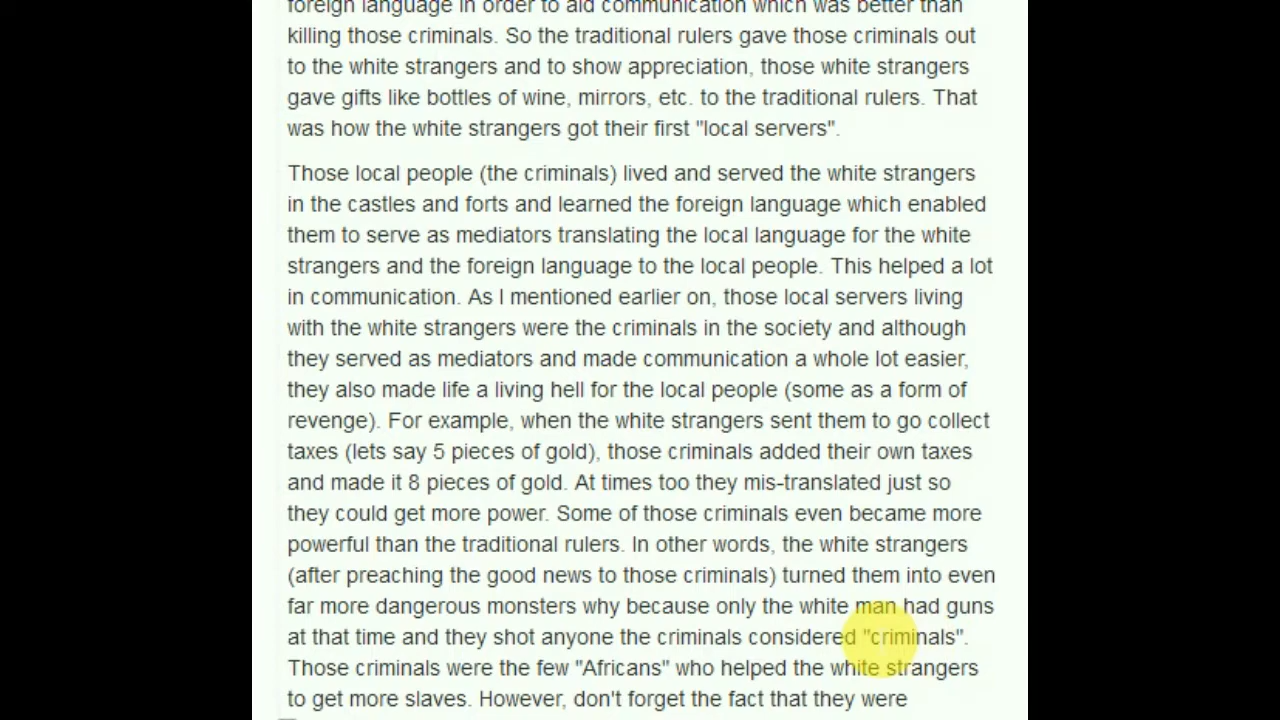 foreign language in order to aid communication which was better than
killing those criminals. So the traditional rulers gave those criminals out
to the white strangers and to show appreciation, those white strangers
gave gifts like bottles of wine, mirrors, etc. to the traditional rulers. That
was how the white strangers got their first "local servers".
Those local people (the criminals) lived and served the white strangers
in the castles and forts and learned the foreign language which enabled
them to serve as mediators translating the local language for the white
strangers and the foreign language to the local people. This helped a lot
in communication. As I mentioned earlier on, those local servers living
with the white strangers were the criminals in the society and although
they served as mediators and made communication a whole lot easier,
they also made life a living hell for the local people (some as a form of
revenge). For example, when the white strangers sent them to go collect
taxes (lets say 5 pieces of gold), those criminals added their own taxes
and made it 8 pieces of gold. At times too they mis-translated just so
they could get more power. Some of those criminals even became more
powerful than the traditional rulers. In other words, the white strangers
(after preaching the good news to those criminals) turned them into even
far more dangerous monsters why because only the white man had guns
at that time and they shot anyone the criminals considered "criminals".
Those criminals were the few "Africans" who helped the white strangers
to get more slaves. However, don't forget the fact that they were